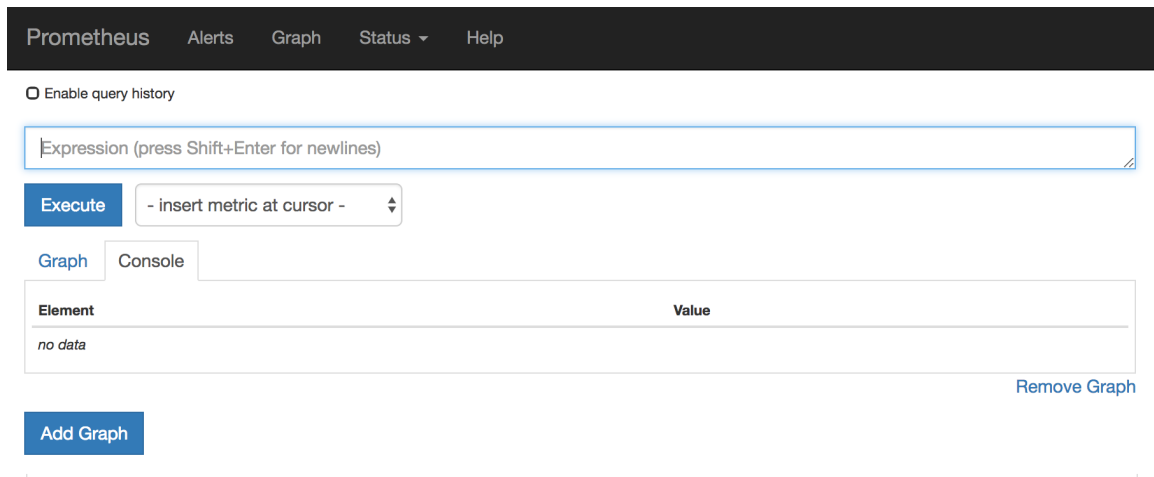 Prometheus Alerts Graph Status Help
Enable query history
Expression (press Shift+Enter for newlines)
Execute - insert metric at cursor -
Graph Console
Element Value
no data
Remove Graph
Add Graph